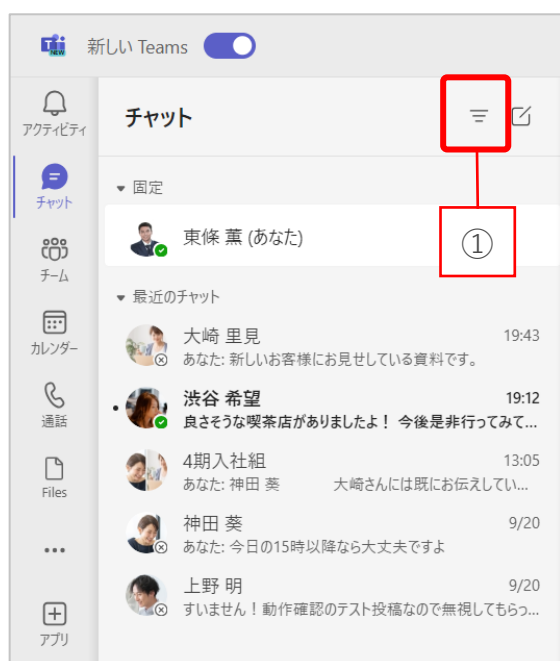 新しい Teams
NEW
アクティビティ
チャット
チーム
カレンダー
通話
Files
•••
アプリ
チャット
①
固定
東條 薫 (あなた)
最近のチャット
大崎 里見 19:43
あなた: 新しいお客様にお見せしている資料です。
渋谷 希望 19:12
良さそうな喫茶店がありましたよ！ 今後是非行ってみて...
4期入社組 13:05
あなた: 神田 葵 大崎さんには既にお伝えしてい...
神田 葵 9/20
あなた: 今日の15時以降なら大丈夫ですよ
上野 明 9/20
すいません！動作確認のテスト投稿なので無視してもらっ...